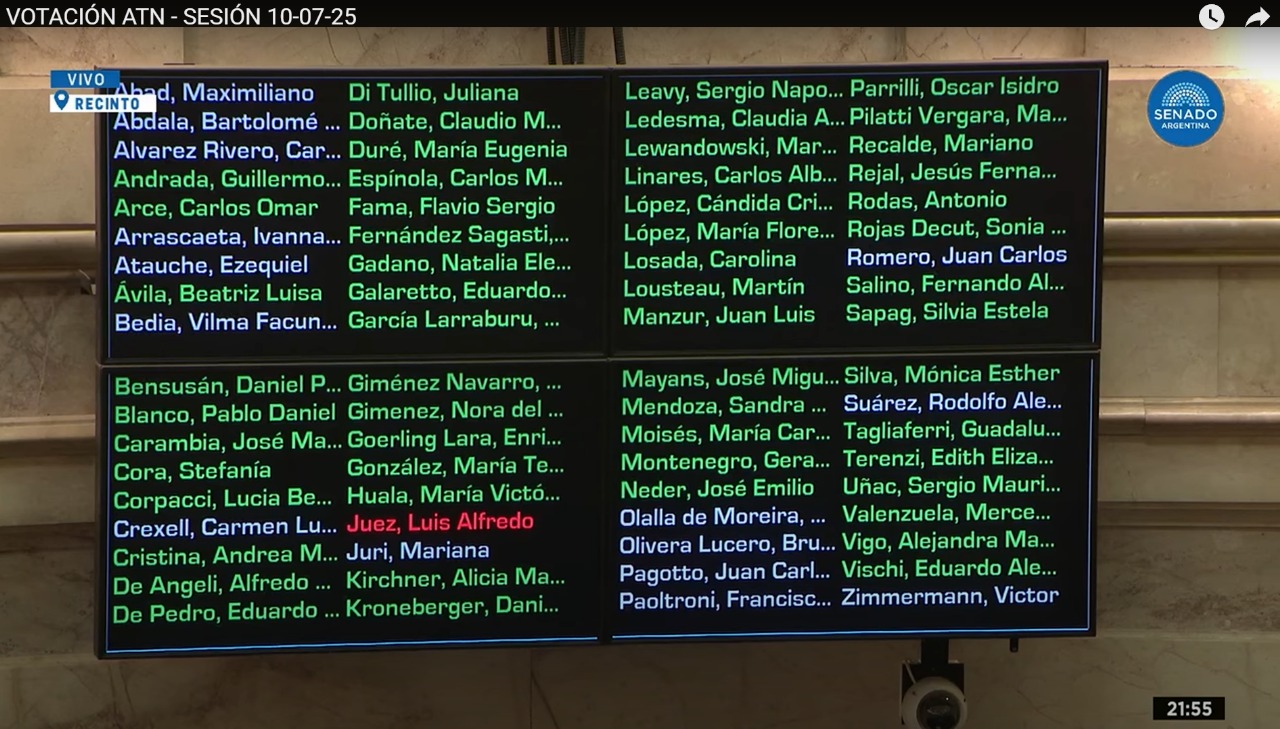 VOTACIÓN ATN - SESIÓN 10-07-25
VIVO
RECINTO
SENADO
ARGENTINA
Abad, Maximiliano
Abdala, Bartolomé ...
Alvarez Rivero, Car...
Andrada, Guillermo...
Arce, Carlos Omar
Arrascaeta, Ivanna...
Atauche, Ezequiel
Ávila, Beatriz Luisa
Bedia, Vilma Facun...
Bensusán, Daniel P...
Blanco, Pablo Daniel
Carambia, José Ma...
Cora, Stefanía
Corpacci, Lucia Be...
Crexell, Carmen Lu...
Cristina, Andrea M...
De Angeli, Alfredo ...
De Pedro, Eduardo ...
Di Tullio, Juliana
Doñate, Claudio M...
Duré, María Eugenia
Espínola, Carlos M...
Fama, Flavio Sergio
Fernández Sagasti,...
Gadano, Natalia Ele...
Galaretto, Eduardo...
García Larraburu, ...
Giménez Navarro, ...
Gimenez, Nora del ...
Goerling Lara, Enri...
González, María Te...
Huala, María Victó...
Juez, Luis Alfredo
Juri, Mariana
Kirchner, Alicia Ma...
Kroneberger, Dani...
Leavy, Sergio Napo...
Ledesma, Claudia A...
Lewandowski, Mar...
Linares, Carlos Alb...
López, Cándida Cri...
López, María Flore...
Losada, Carolina
Lousteau, Martín
Manzur, Juan Luis
Mayans, José Migu...
Mendoza, Sandra ...
Moisés, María Car...
Montenegro, Gera...
Neder, José Emilio
Olalla de Moreira, ...
Olivera Lucero, Bru...
Pagotto, Juan Carl...
Paoltroni, Francisc...
Parrilli, Oscar Isidro
Pilatti Vergara, Ma...
Recalde, Mariano
Rejal, Jesús Ferna...
Rodas, Antonio
Rojas Decut, Sonia ...
Romero, Juan Carlos
Salino, Fernando Al...
Sapag, Silvia Estela
Silva, Mónica Esther
Suárez, Rodolfo Ale...
Tagliaferri, Guadalu...
Terenzi, Edith Eliza...
Uñac, Sergio Mauri...
Valenzuela, Merce...
Vigo, Alejandra Ma...
Vischi, Eduardo Ale...
Zimmermann, Victor
21:55